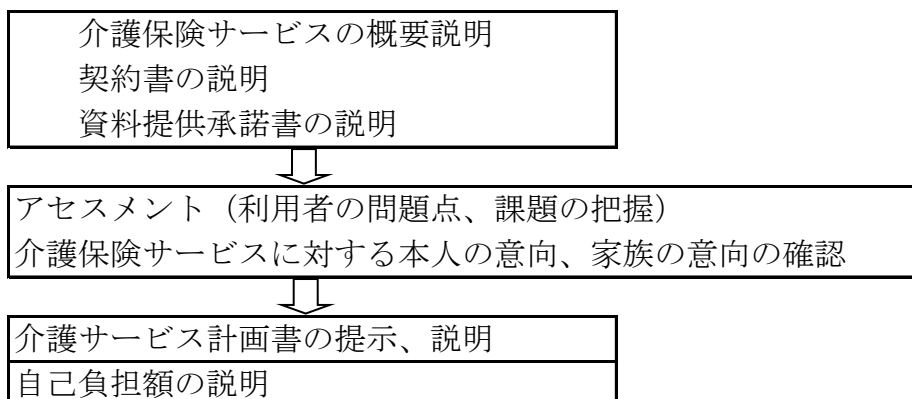 介護保険サービスの概要説明
契約書の説明
資料提供承諾書の説明
アセスメント（利用者の問題点、課題の把握）
介護保険サービスに対する本人の意向、家族の意向の確認
介護サービス計画書の提示、説明
自己負担額の説明